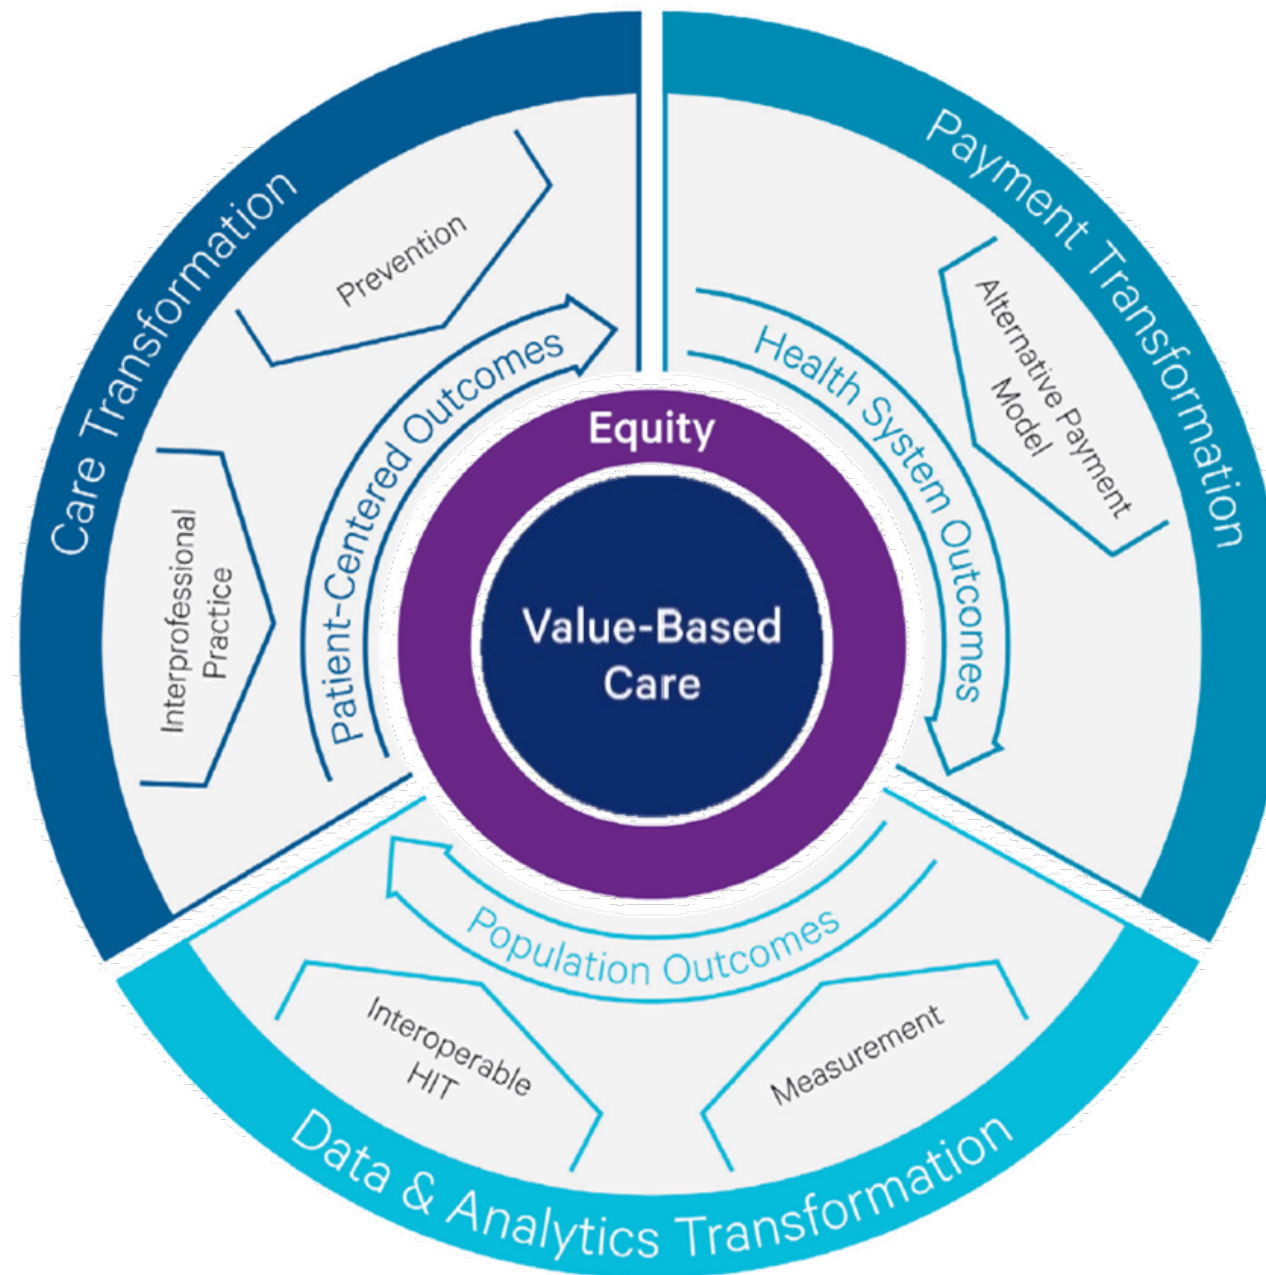 Care Transformation
Prevention
Interprofessional
Practice
Patient-Centered Outcomes
Payment Transformation
Alternative Payment
Model
Health System Outcomes
Equity
Value-Based
Care
Population Outcomes
Interoperable
HIT
Measurement
Data & Analytics Transformation